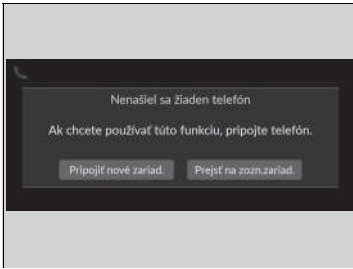 Nenašiel sa žiaden telefón
Ak chcete používať túto funkciu, pripojte telefón.
Pripojiť nové zariad.
Prejsť na zozn.zariad.